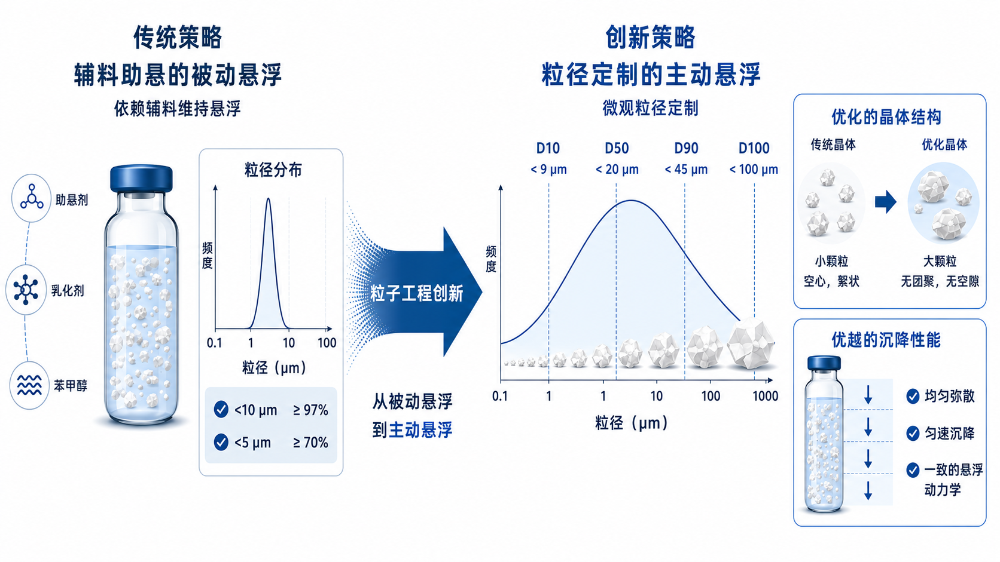 传统策略
辅料助悬的被动悬浮
依赖辅料维持悬浮
助悬剂
乳化剂
苯甲醇
粒径分布
频度
0.1 1 10 100
粒径（μm）
<10 μm ≥ 97%
<5 μm ≥ 70%
粒子工程创新
从被动悬浮
到主动悬浮
创新策略
粒径定制的主动悬浮
微观粒径定制
D10 D50 D90 D100
< 9 μm < 20 μm < 45 μm < 100 μm
频度
0.1 1 1 10 100 1000
粒径（μm）
优化的晶体结构
传统晶体 优化晶体
小颗粒 大颗粒
空心，絮状 无团聚，无空隙
优越的沉降性能
均匀弥散
匀速沉降
一致的悬浮
动力学